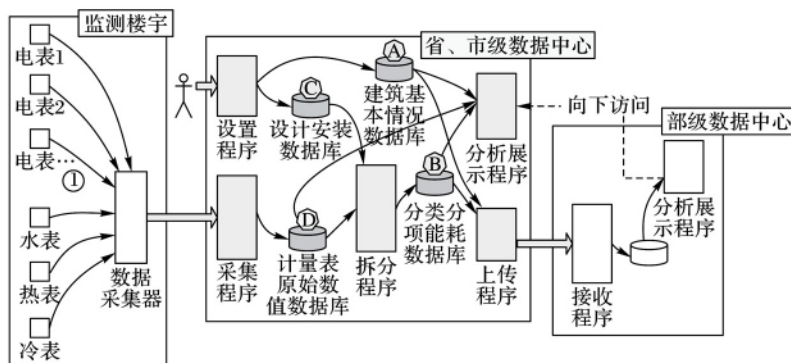 监测楼宇
电表1
电表2
电表…
①
水表
热表
冷表
数据
采集器
省、市级数据中心
设置
程序
采集
程序
C
设计安装
数据库
A
建筑基
本情况
数据库
D
计量表
原始数
值数据库
拆分
程序
B
分类分
项能耗
数据库
分析展
示程序
上传
程序
向下访问
部级数据中心
接收
程序
分析展
示程序